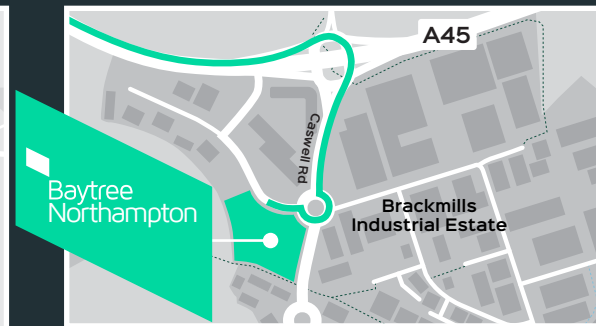 A45
Caswell Rd
Baytree
Northampton
Brackmills
Industrial Estate